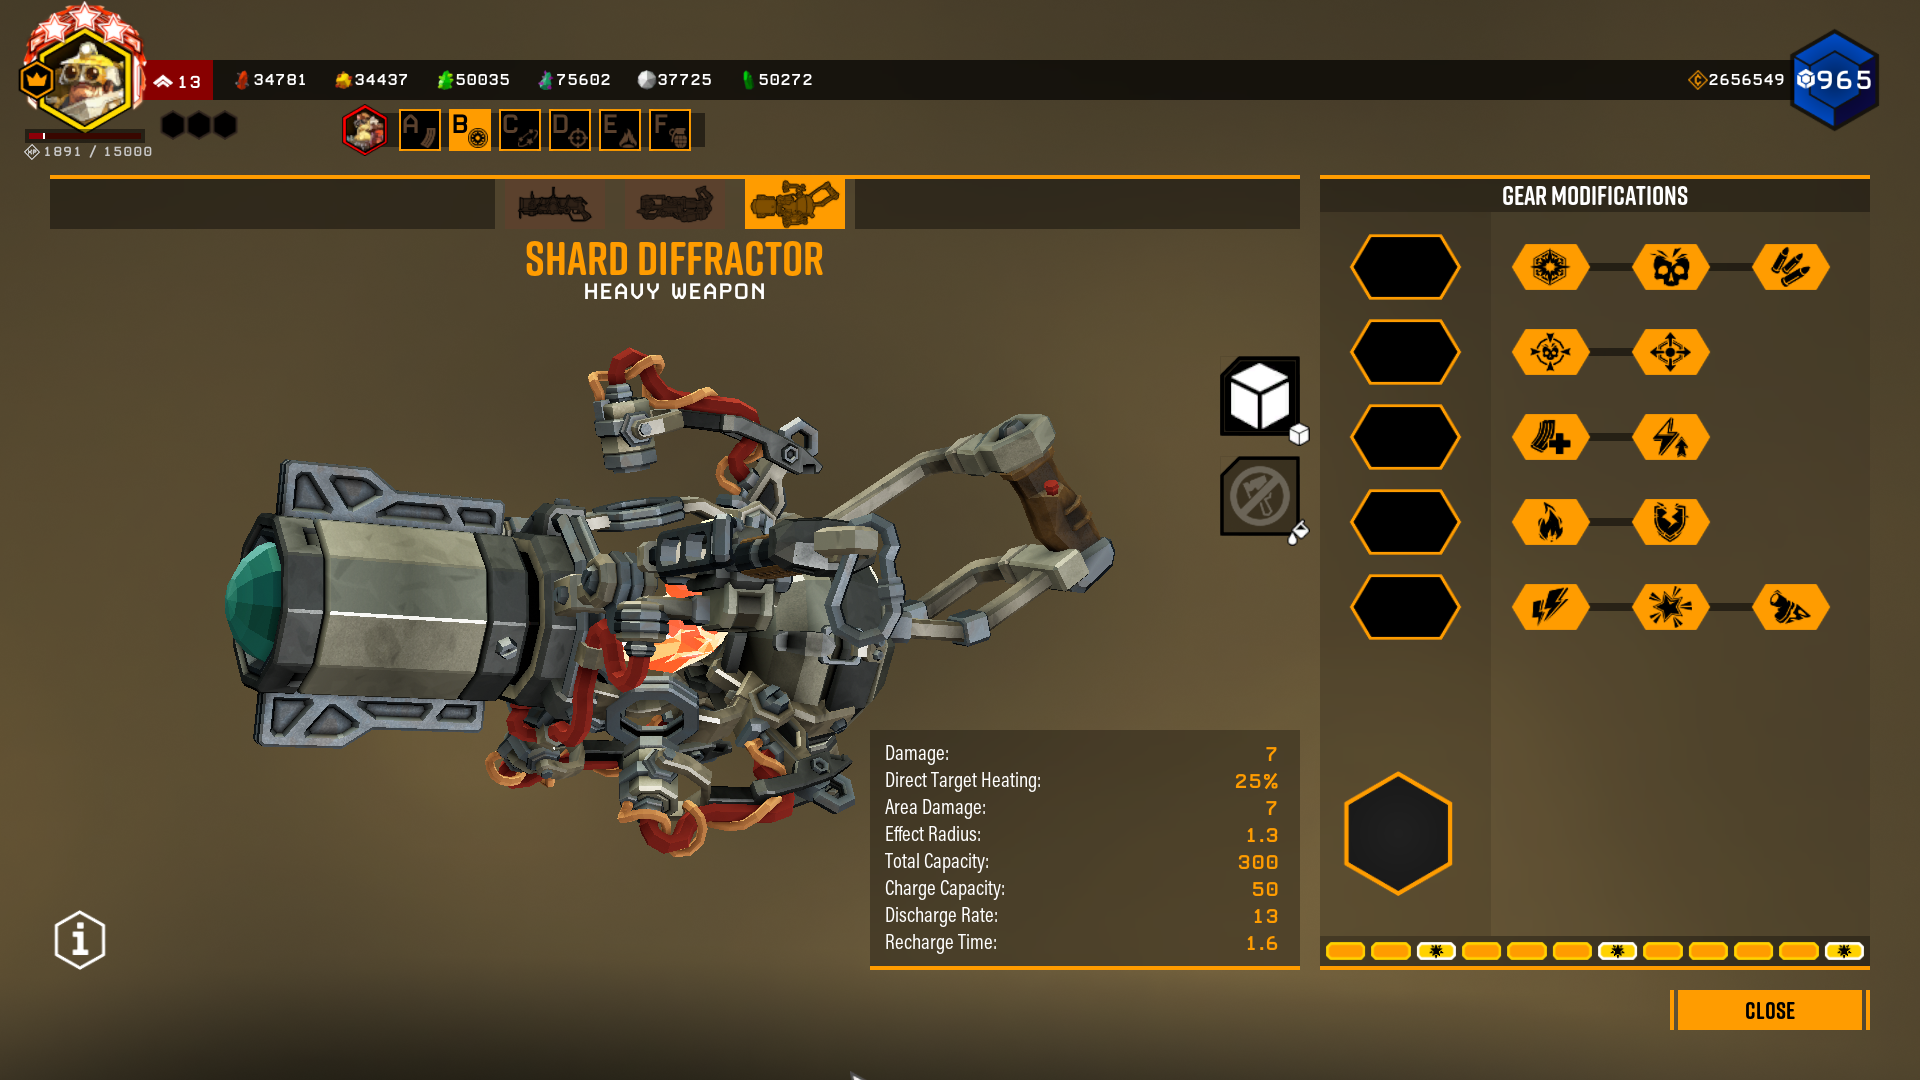 13
34781
34437
50035
75602
37725
50272
2656549
965
1891 / 15000
A
B
C
D
E
F
SHARD DIFFRACTOR
HEAVY WEAPON
GEAR MODIFICATIONS
Damage: 7
Direct Target Heating: 25%
Area Damage: 7
Effect Radius: 1.3
Total Capacity: 300
Charge Capacity: 50
Discharge Rate: 13
Recharge Time: 1.6
CLOSE